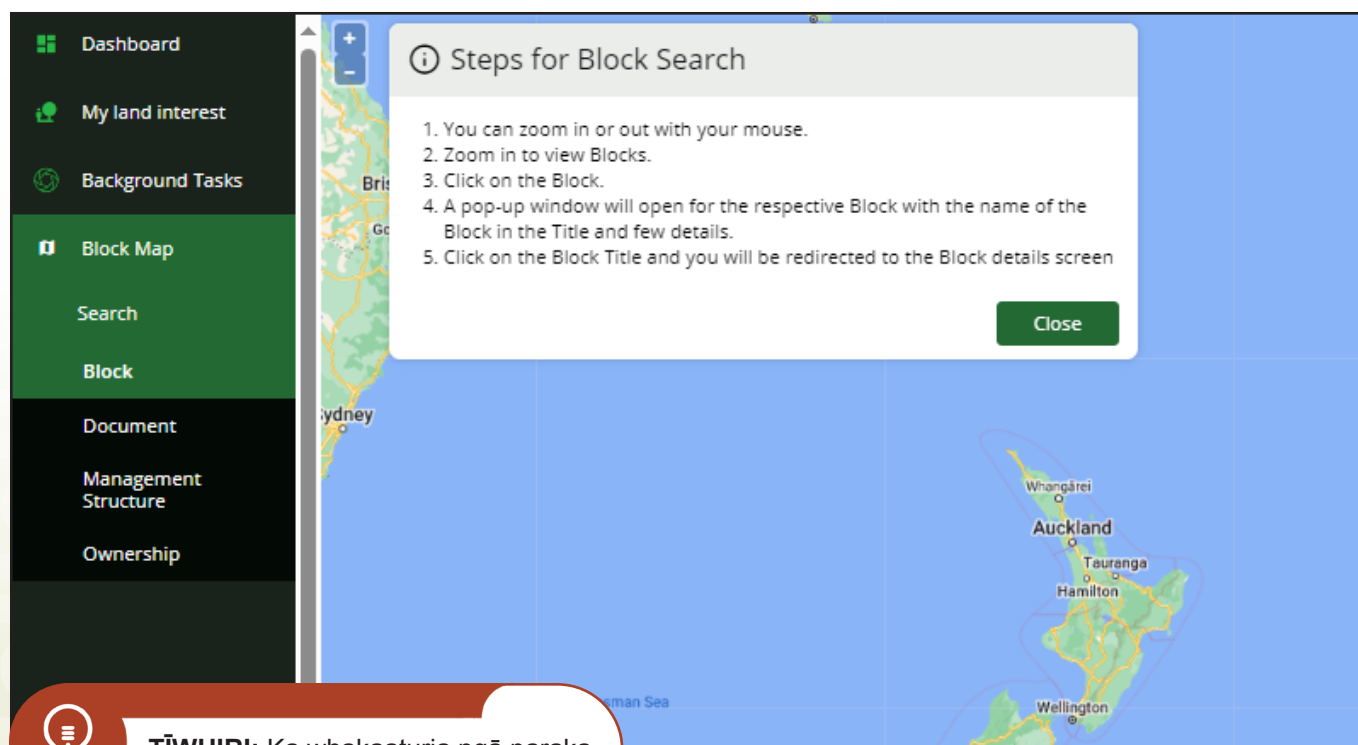 Dashboard
My land interest
Background Tasks
Block Map
Search
Block
Document
Management
Structure
Ownership
+
-
Steps for Block Search
1. You can zoom in or out with your mouse.
2. Zoom in to view Blocks.
3. Click on the Block.
4. A pop-up window will open for the respective Block with the name of the
Block in the Title and few details.
5. Click on the Block Title and you will be redirected to the Block details screen
Close
Bris
Go
ydney
Whangārei
Auckland
Tauranga
Hamilton
sman Sea
Wellington